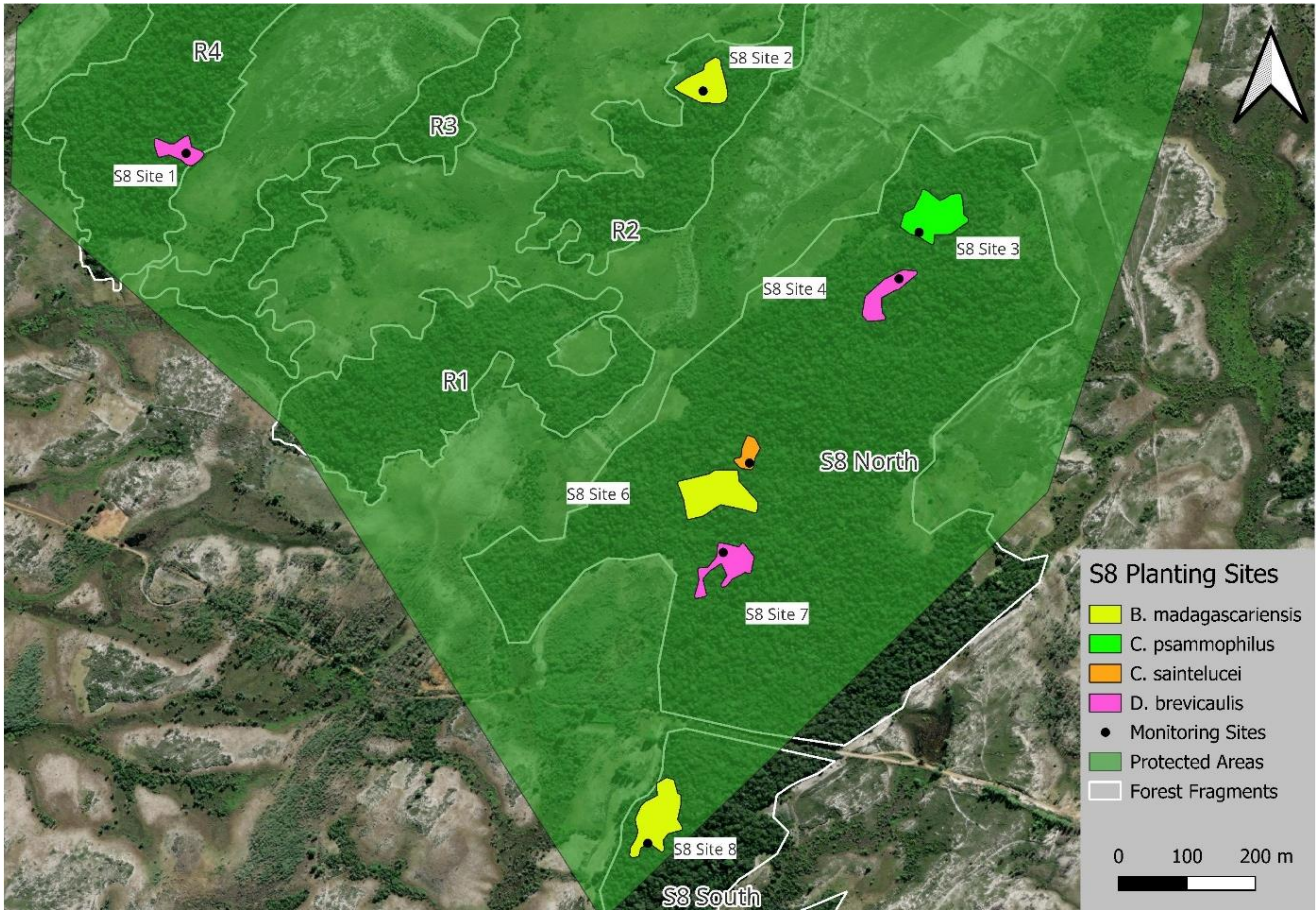 R4
S8 Site 2
R3
S8 Site 1
R2
S8 Site 3
S8 Site 4
R1
S8 North
S8 Site 6
S8 Site 7
S8 Planting Sites
B. madagascariensis
C. psammophilus
C. saintelucei
D. brevicaulis
Monitoring Sites
Protected Areas
Forest Fragments
0 100 200 m
S8 Site 8
S8 South